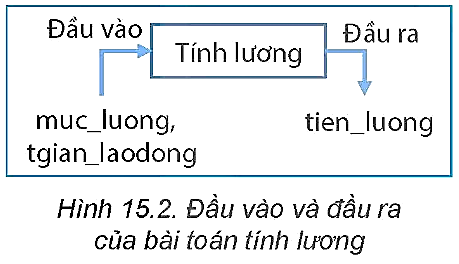 Đầu vào
Tính lương
Đầu ra
muc_luong,
tgian_laodong
tien_luong
Hình 15.2. Đầu vào và đầu ra
của bài toán tính lương